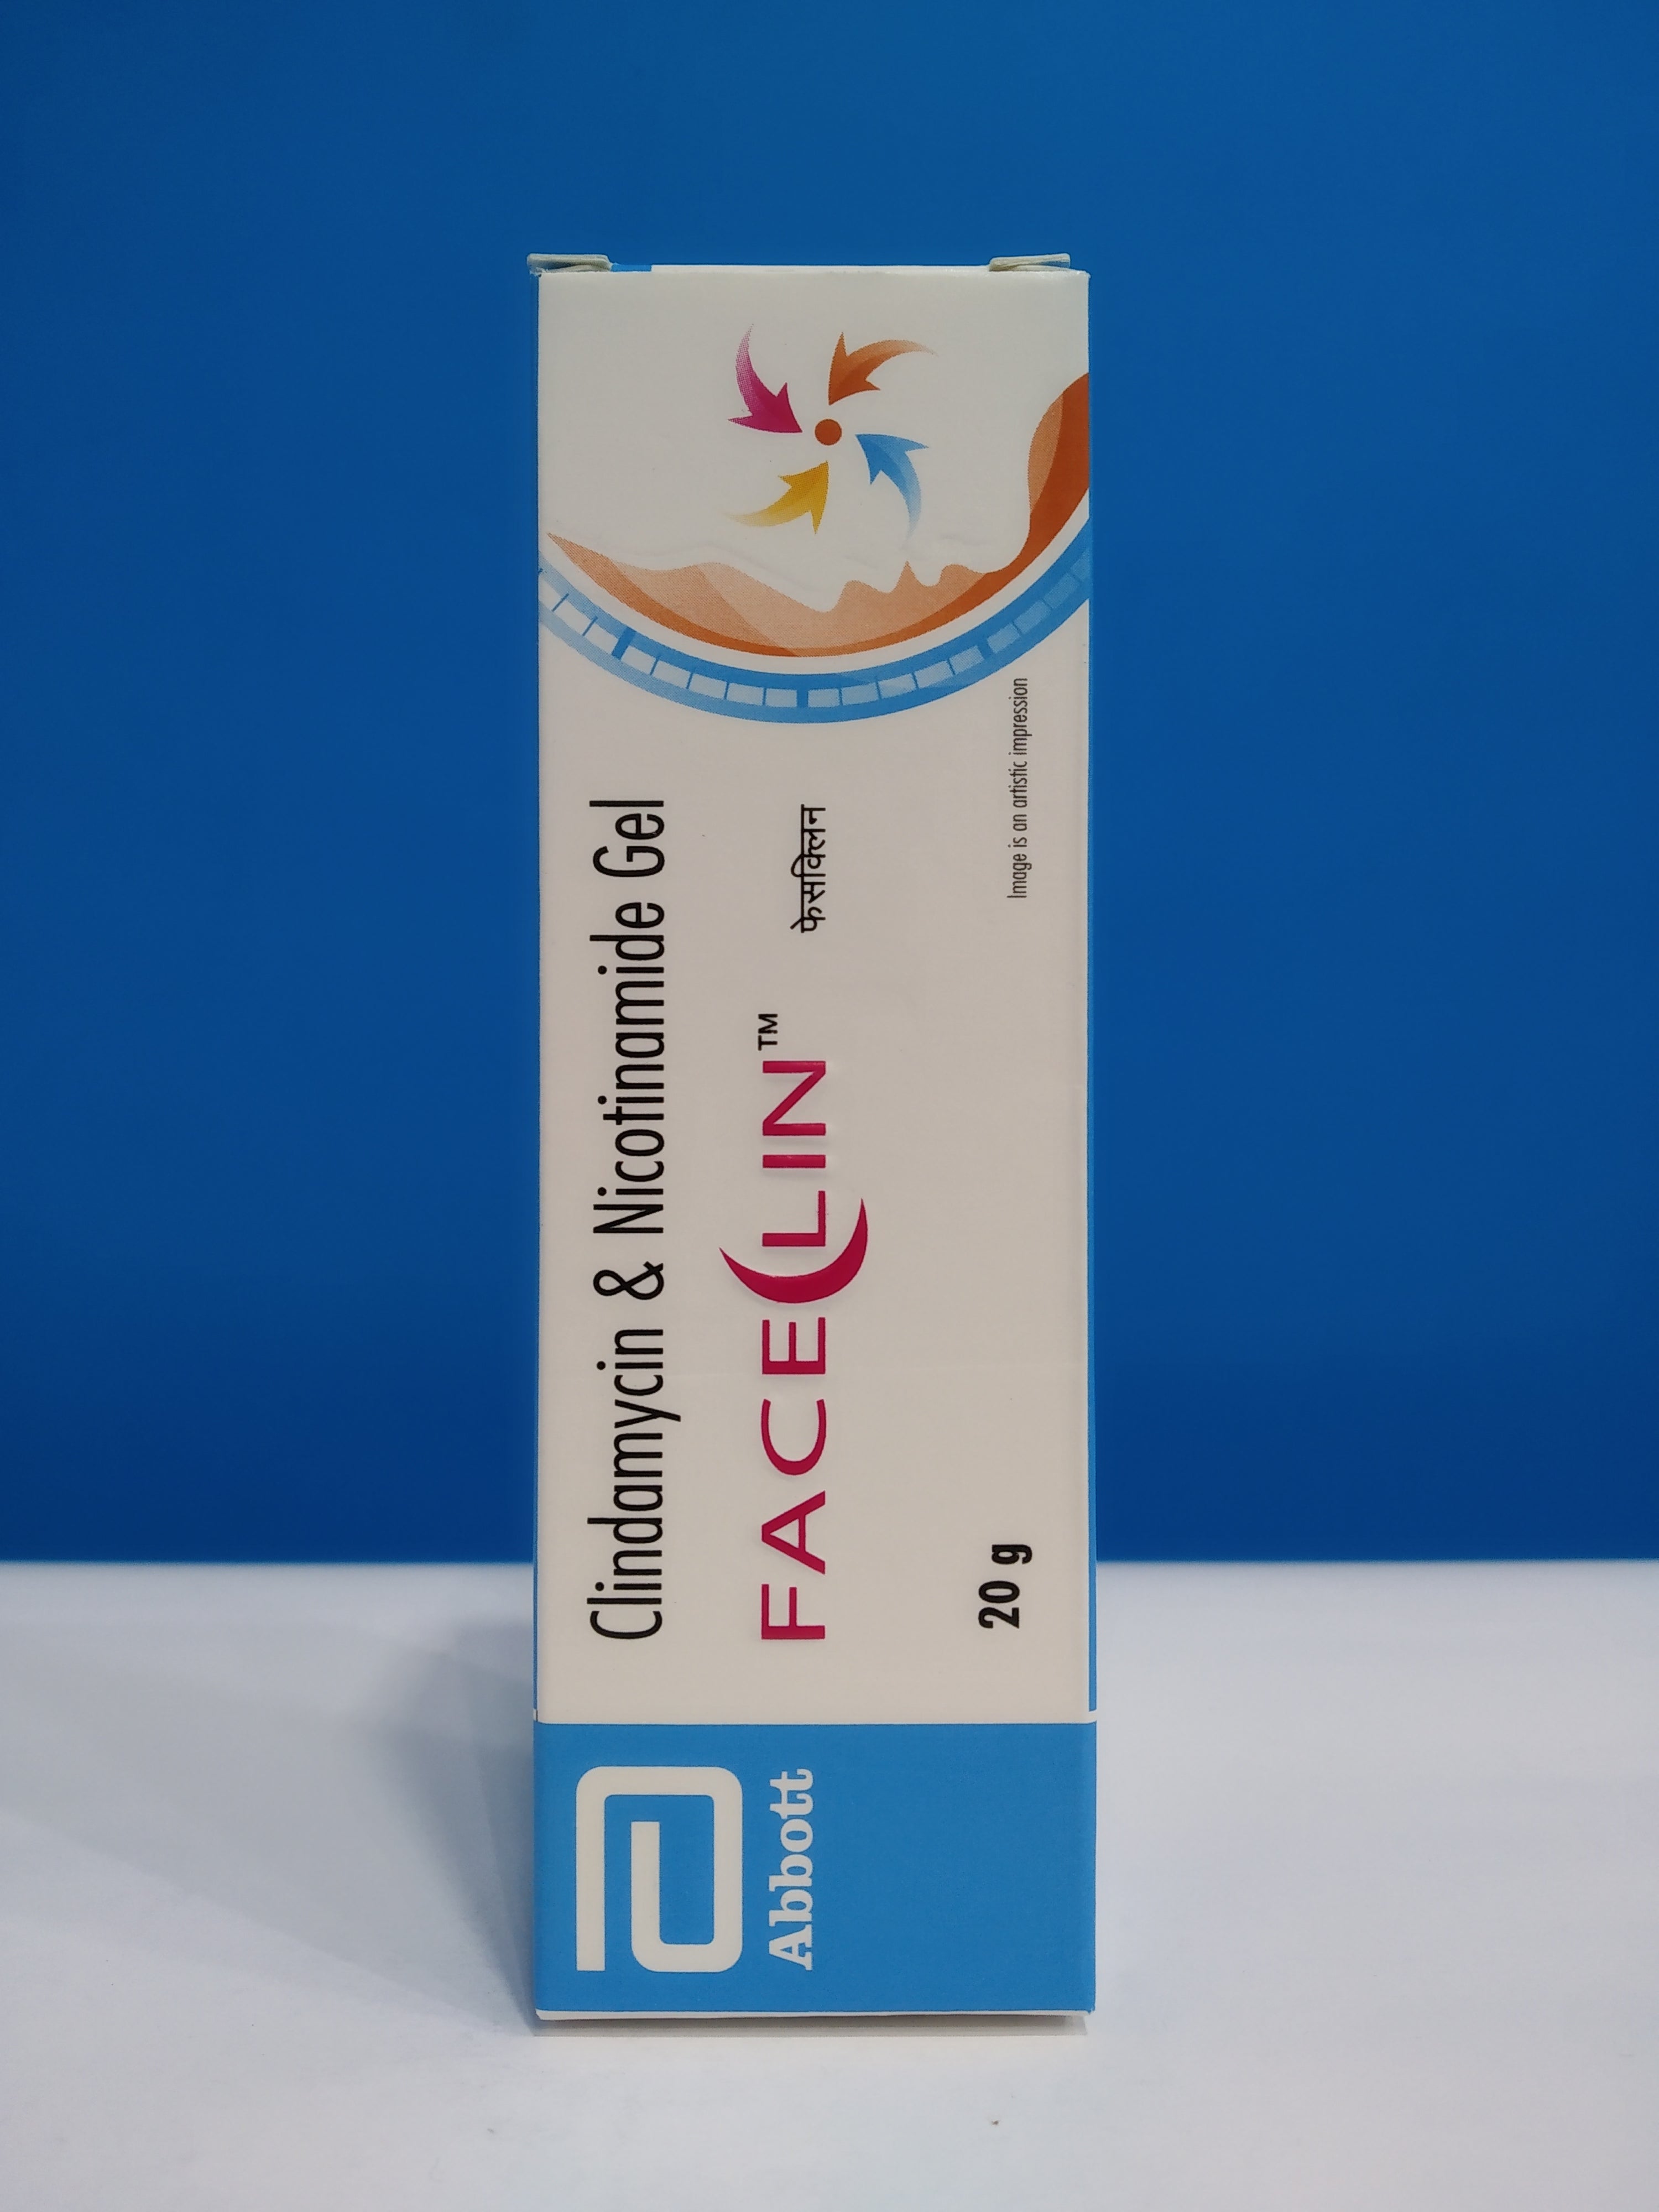 Clindamycin & Nicotinamide Gel
FACECLIN™ फेसक्लिन
20 g
Image is an artistic impression
Abbott